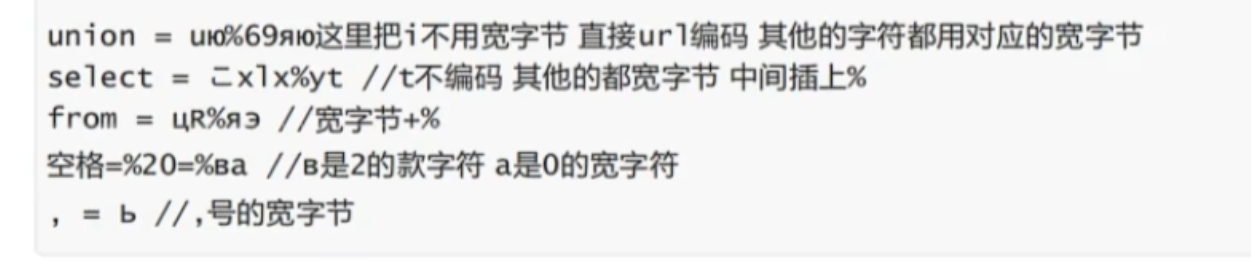 union = uю%69яю这里把i不用宽字节 直接url编码 其他的字符都用对应的宽字节
select = こxlx%yt //t不编码 其他的都宽字节 中间插上%
from = цR%яэ //宽字节+%
空格=%20=%ва //в是2的款字符 а是0的宽字符
, = Ь //,号的宽字节